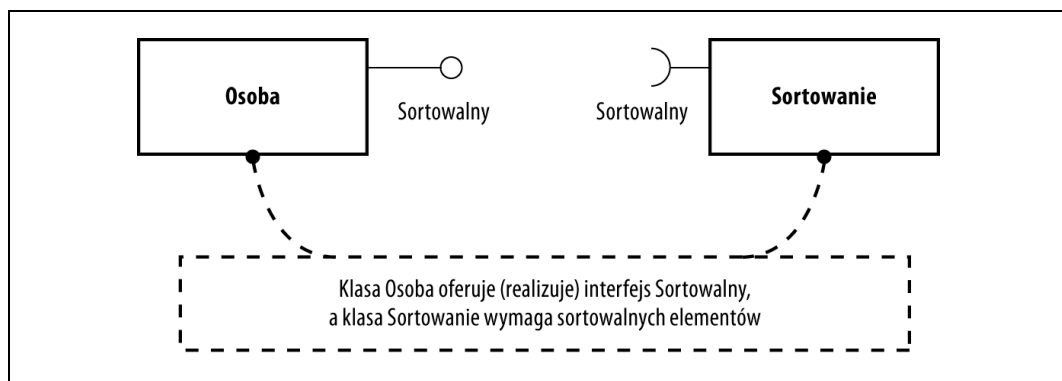 Osoba
Sortowalny
Sortowalny
Sortowanie
Klasa Osoba oferuje (realizuje) interfejs Sortowalny,
a klasa Sortowanie wymaga sortowalnych elementów